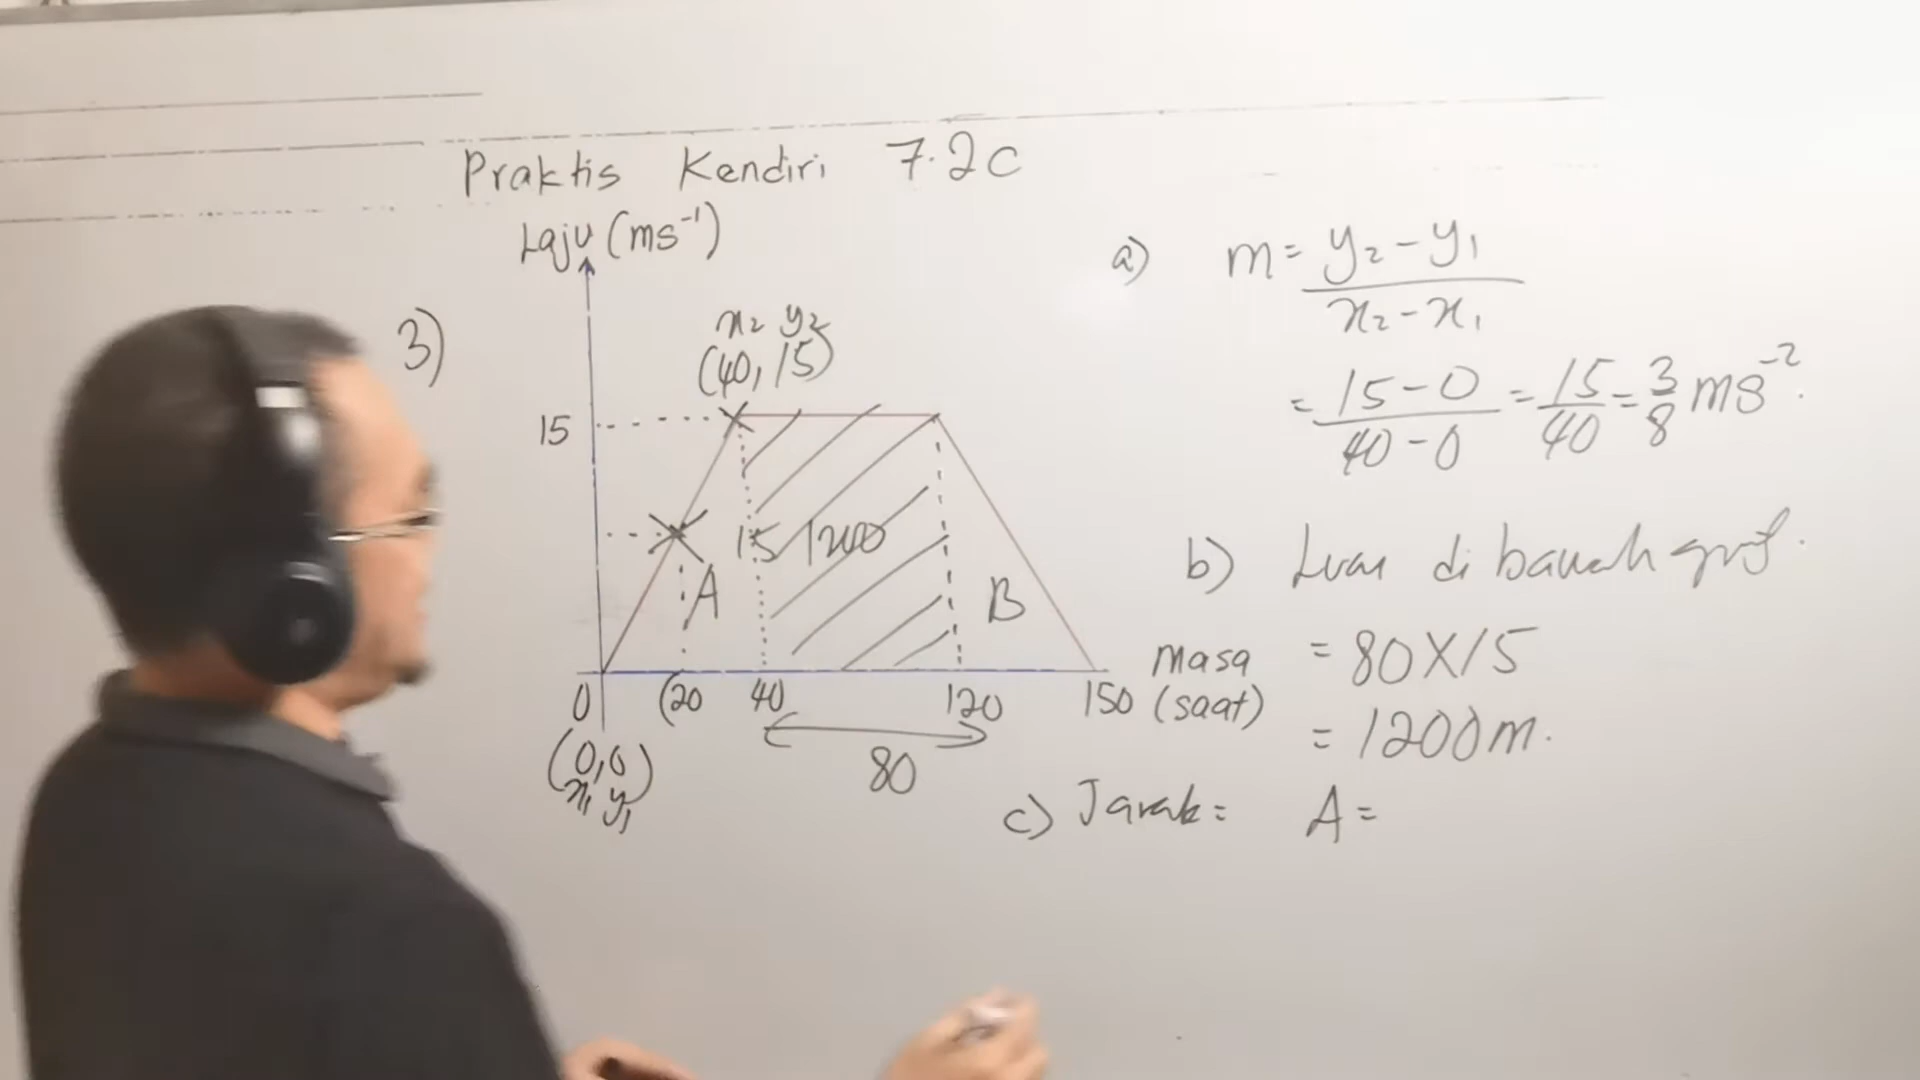 Praktis Kendiri 7.2C
Laju (ms⁻¹)
3)
x₂ y₂
(40, 15)
15
15 1200
A
B
0 (20 40 120 150
masa
(saat)
(0,0)
x₁ y₁
80
a) m = y₂ - y₁ / x₂ - x₁
= 15 - 0 / 40 - 0 = 15/40 = 3/8 ms⁻².
b) Luas di bawah graf.
= 80 X 15
= 1200m.
c) Jarak = A =